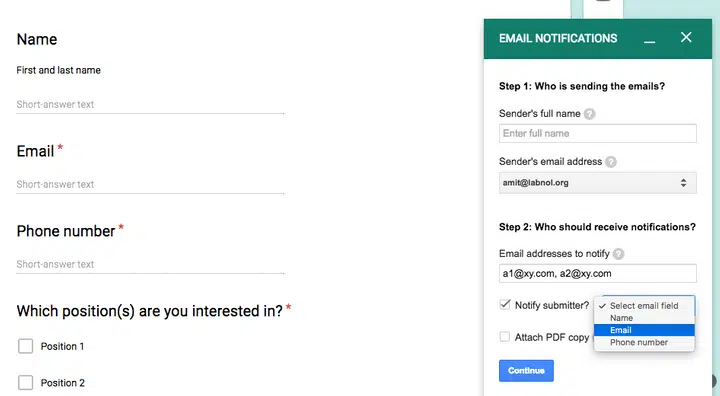 Name
First and last name
Short-answer text
Email *
Short-answer text
Phone number *
Short-answer text
Which position(s) are you interested in? *
Position 1
Position 2
EMAIL NOTIFICATIONS
Step 1: Who is sending the emails?
Sender's full name ?
Enter full name
Sender's email address ?
amit@labnol.org
Step 2: Who should receive notifications?
Email addresses to notify ?
a1@xy.com, a2@xy.com
Notify submitter?
✓ Select email field
Name
Email
Phone number
Attach PDF copy
Continue